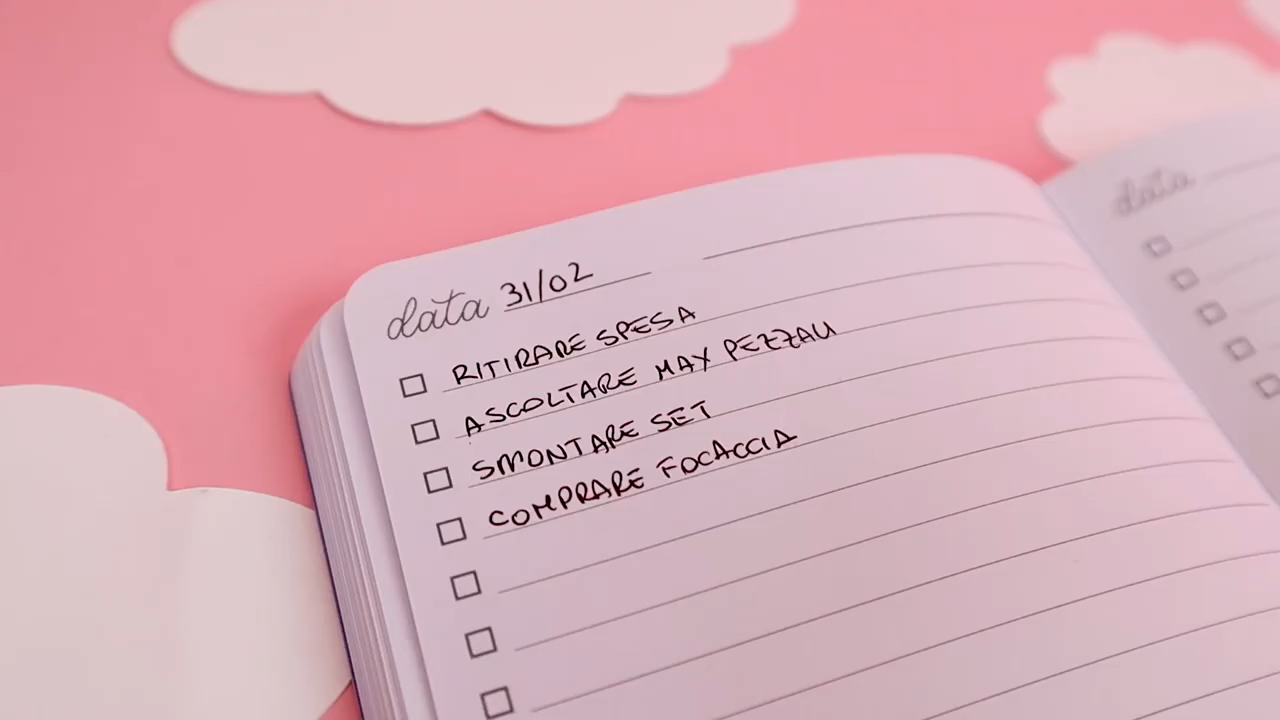 data 31/02
RITIRARE SPESA
ASCOLTARE MAX PEZZALI
SMONTARE SET
COMPRARE FOCACCIA
data